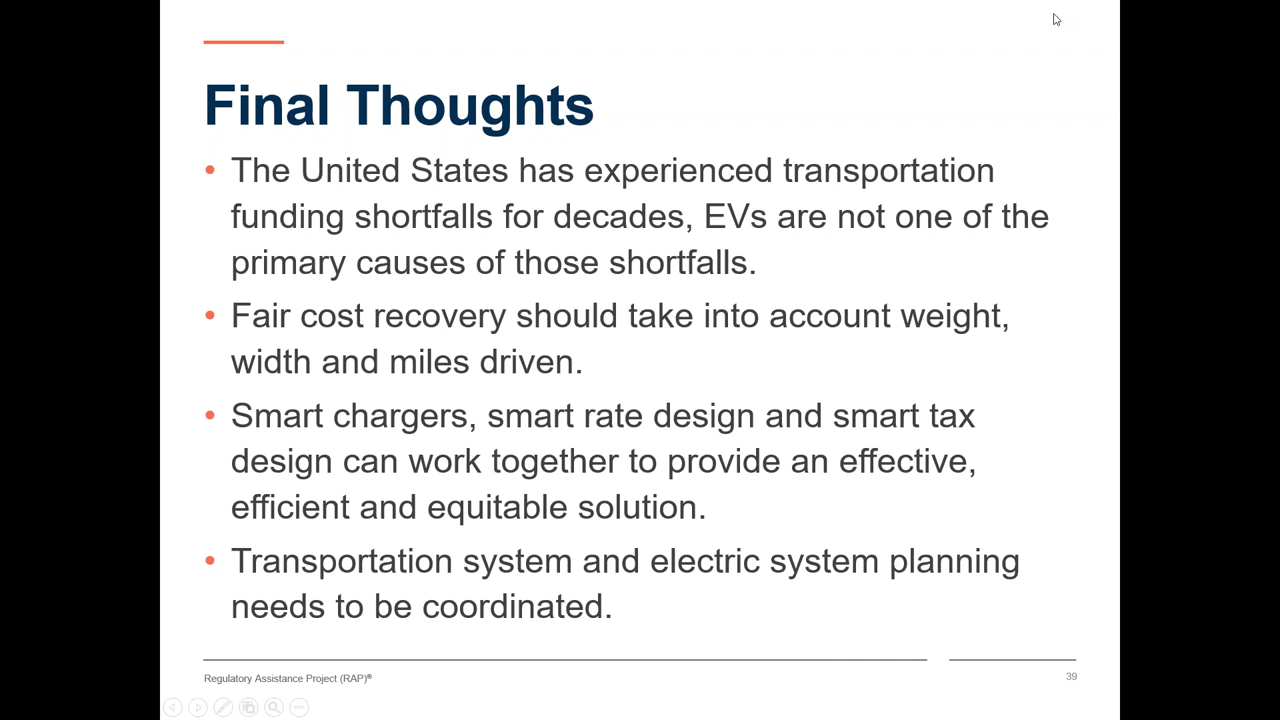 Final Thoughts
• The United States has experienced transportation
funding shortfalls for decades, EVs are not one of the
primary causes of those shortfalls.
• Fair cost recovery should take into account weight,
width and miles driven.
• Smart chargers, smart rate design and smart tax
design can work together to provide an effective,
efficient and equitable solution.
• Transportation system and electric system planning
needs to be coordinated.
Regulatory Assistance Project (RAP)®
39